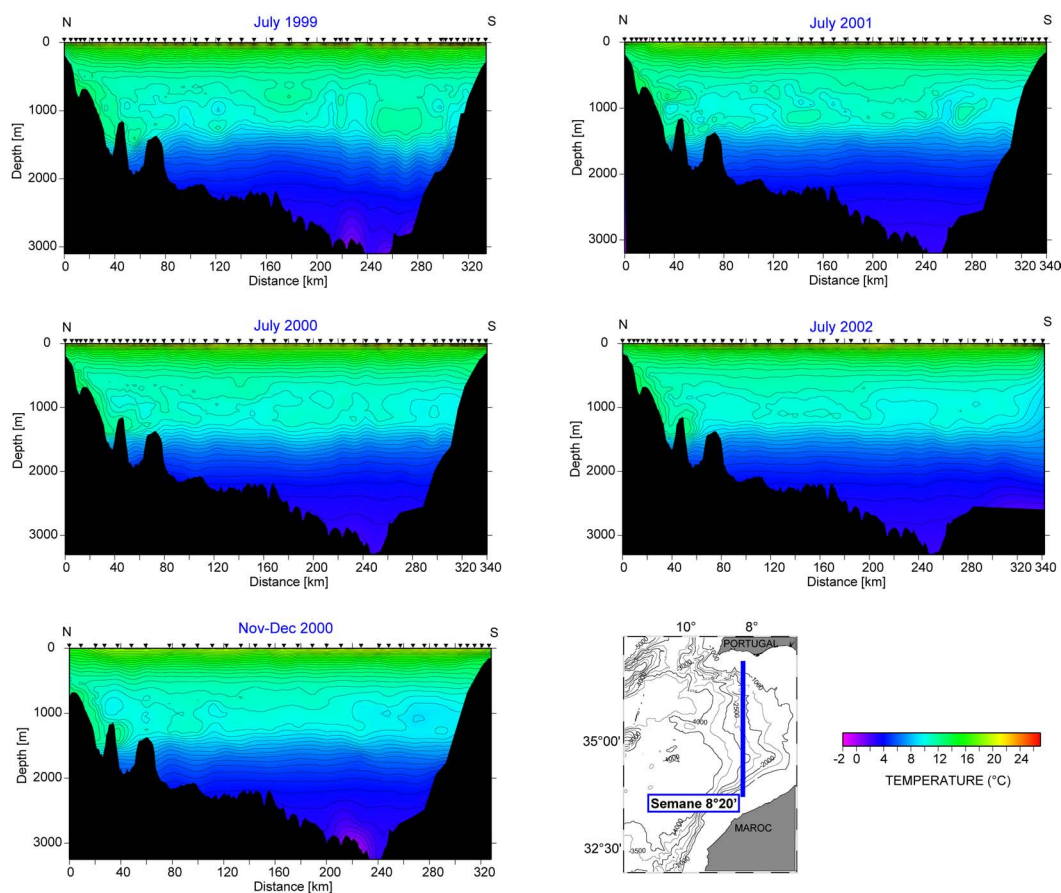 N July 1999 S
0
1000
2000
3000
Depth [m]
0 40 80 120 160 200 240 280 320
Distance [km]
N July 2001 S
0
1000
2000
3000
Depth [m]
0 40 80 120 160 200 240 280 320 340
Distance [km]
N July 2000 S
0
1000
2000
3000
Depth [m]
0 40 80 120 160 200 240 280 320 340
Distance [km]
N July 2002 S
0
1000
2000
3000
Depth [m]
0 40 80 120 160 200 240 280 320 340
Distance [km]
N Nov-Dec 2000 S
0
1000
2000
3000
Depth [m]
0 40 80 120 160 200 240 280 320
Distance [km]
10° 8°
PORTUGAL
35°00'
32°30'
-1000
-2500
-4000
-4000
-2000
-3500
Semane 8°20'
MAROC
-2 0 4 8 12 16 20 24
TEMPERATURE (°C)